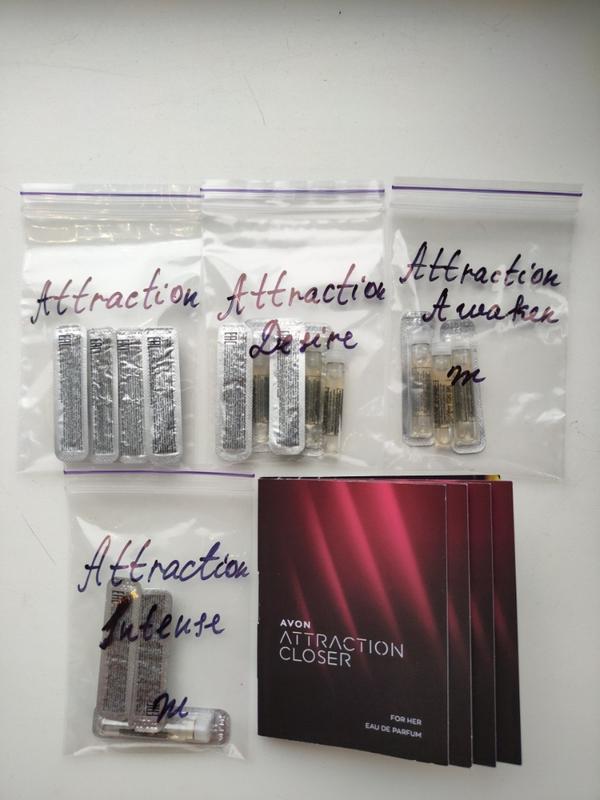 Attraction
Attraction
Desire
Attraction
Awaken
m
Attraction
Intense
m
AVON
ATTRACTION
CLOSER
FOR HER
EAU DE PARFUM